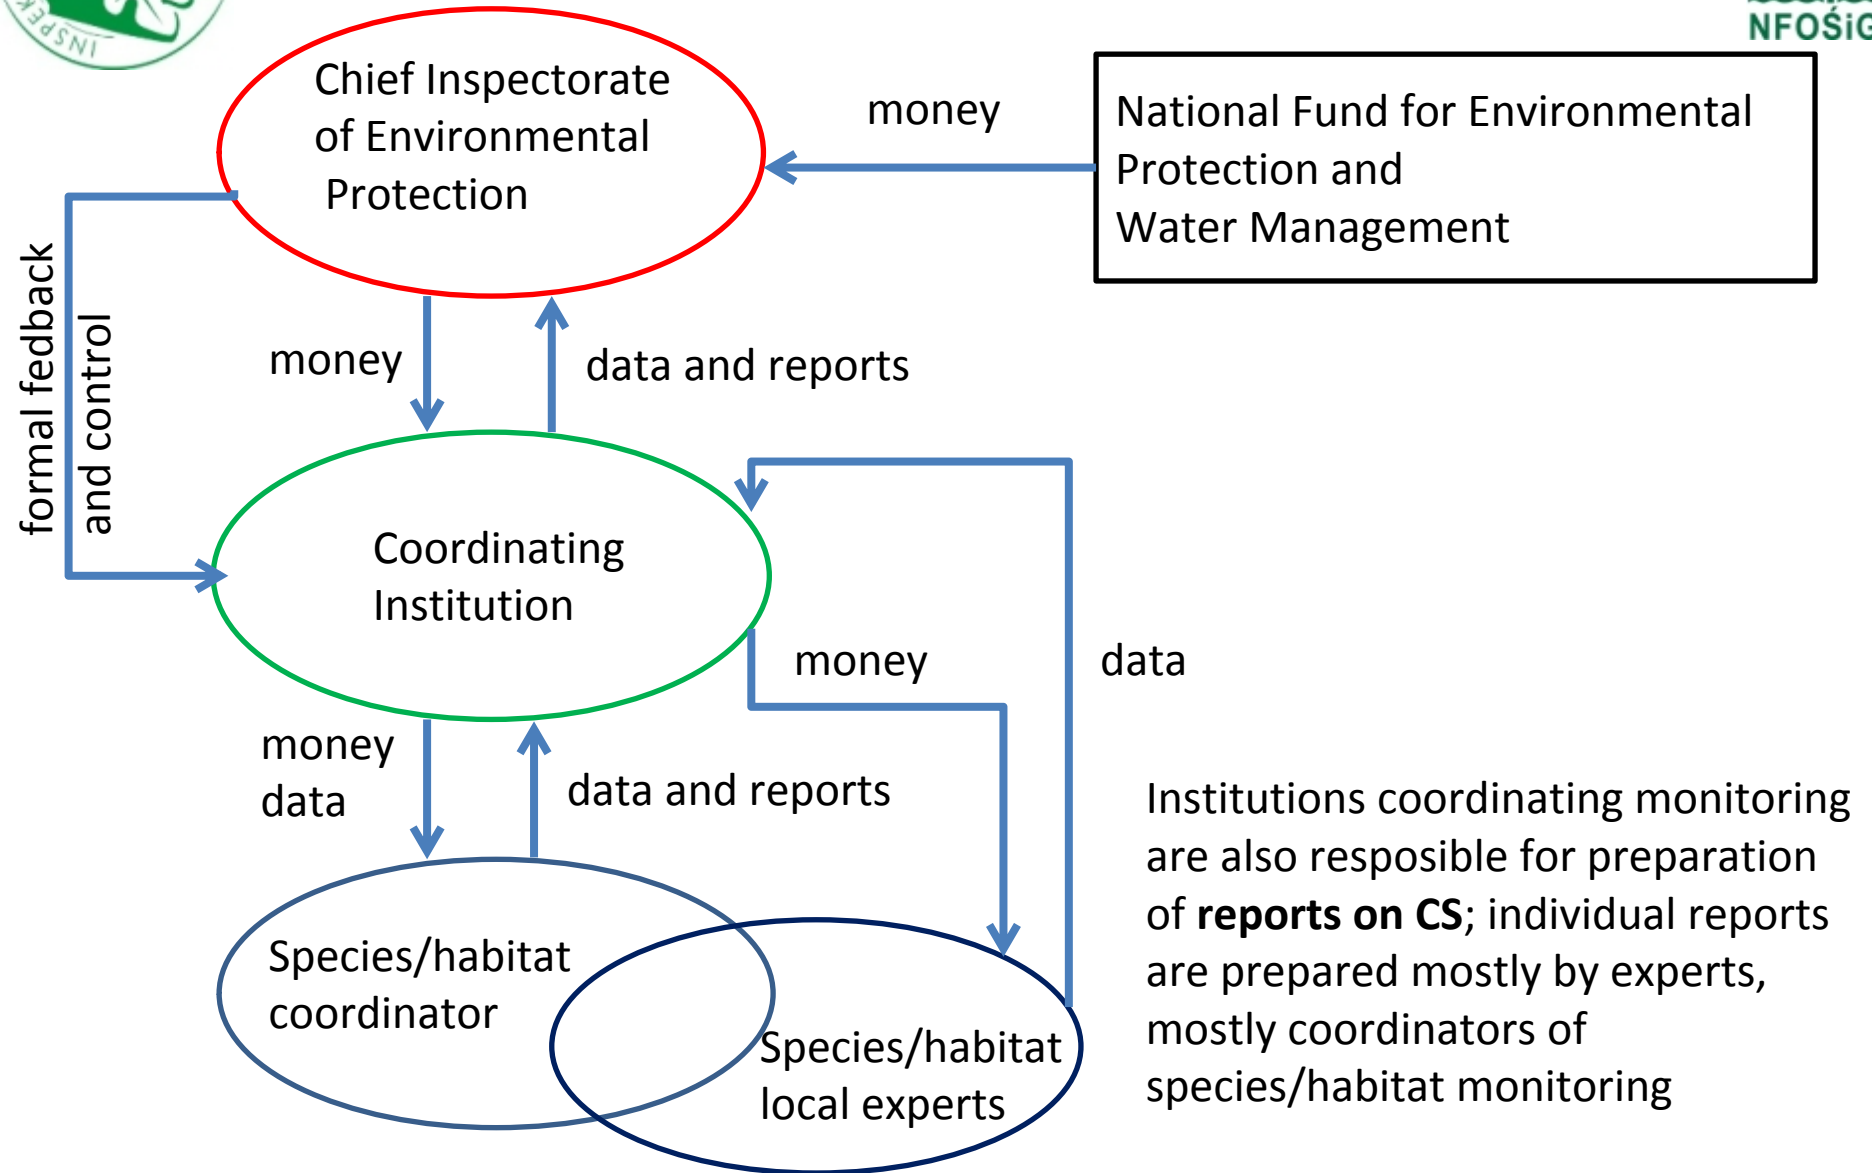 INSPEK
NFOŚiG
Chief Inspectorate
of Environmental
Protection
money
National Fund for Environmental
Protection and
Water Management
formal fedback
and control
money
data and reports
Coordinating
Institution
money
data
money
data
data and reports
Institutions coordinating monitoring
are also resposible for preparation
of reports on CS; individual reports
are prepared mostly by experts,
mostly coordinators of
species/habitat monitoring
Species/habitat
coordinator
Species/habitat
local experts